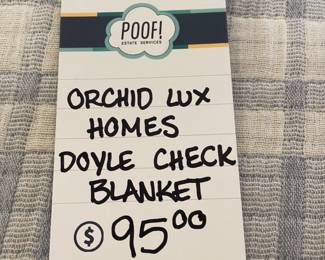 POOF!
ESTATE SERVICES
ORCHID LUX
HOMES
DOYLE CHECK
BLANKET
$ 95.00